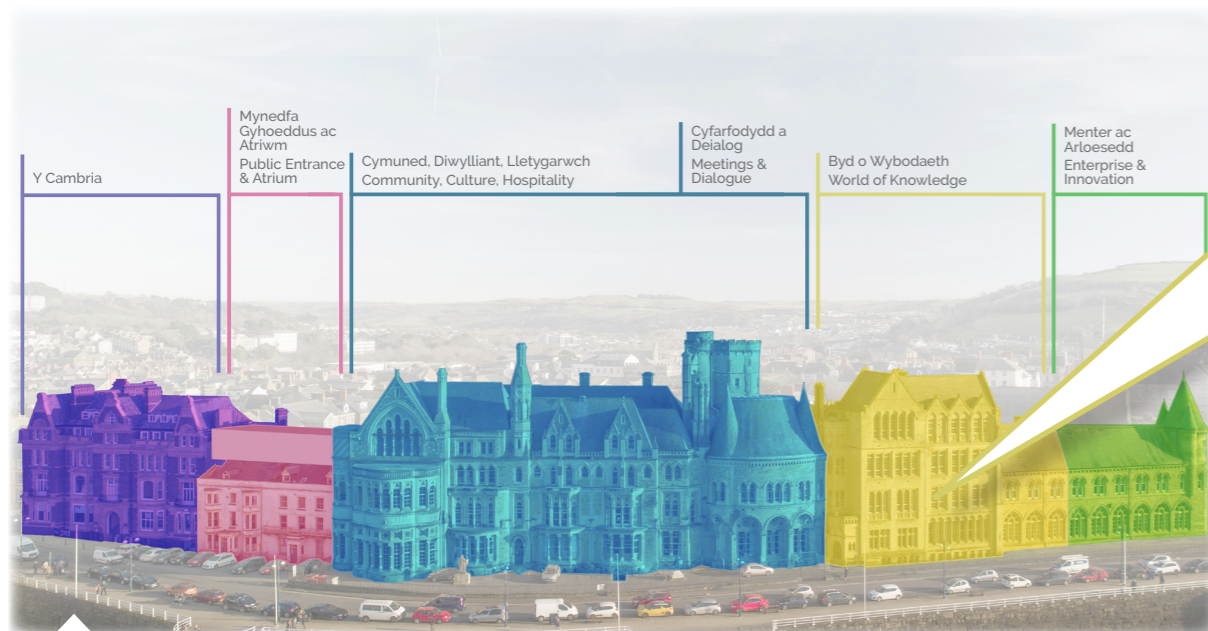 Y Cambria
Mynedfa
Gyhoeddus ac
Atriwm
Public Entrance
& Atrium
Cymuned, Diwylliant, Lletygarwch
Community, Culture, Hospitality
Cyfarfodydd a
Deialog
Meetings &
Dialogue
Byd o Wybodaeth
World of Knowledge
Menter ac
Arloesedd
Enterprise &
Innovation